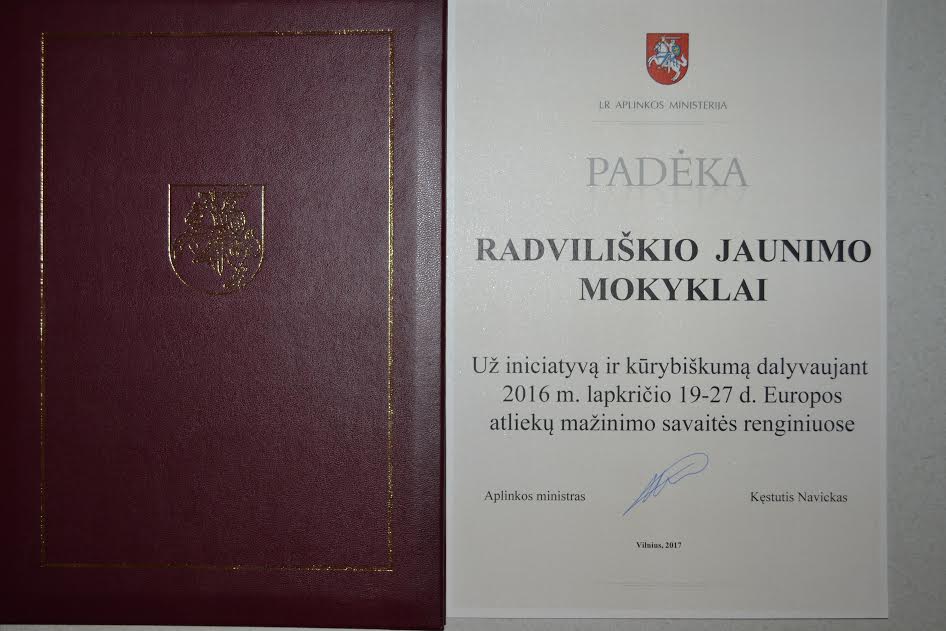 LR APLINKOS MINISTERIJA
PADĖKA
RADVILIŠKIO JAUNIMO
MOKYKLAI
Už iniciatyvą ir kūrybiškumą dalyvaujant
2016 m. lapkričio 19-27 d. Europos
atliekų mažinimo savaitės renginiuose
Aplinkos ministras Kęstutis Navickas
Vilnius, 2017